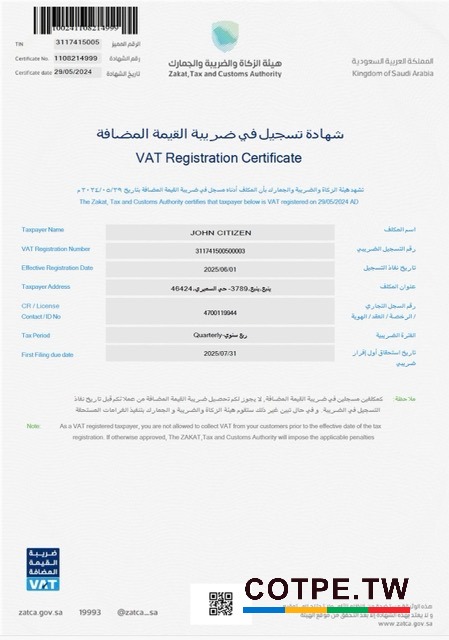 100241108214999
TIN 3117415005 الرقم المميز
Certificate No. 1108214999 رقم الشهادة
Certificate date 29/05/2024 تاريخ الشهادة
هيئة الزكاة والضريبة والجمارك
Zakat, Tax and Customs Authority
المملكة العربية السعودية
Kingdom of Saudi Arabia
شهادة تسجيل في ضريبة القيمة المضافة
VAT Registration Certificate
تشهد هيئة الزكاة والضريبة والجمارك بأن المكلف أدناه مسجل في ضريبة القيمة المضافة بتاريخ ٢٠٢٤/٠٥/٢٩ م
The Zakat, Tax and Customs Authority certifies that taxpayer below is VAT registered on 29/05/2024 AD
Taxpayer Name JOHN CITIZEN اسم المكلف
VAT Registration Number 311741500500003 رقم التسجيل الضريبي
Effective Registration Date 2025/06/01 تاريخ نفاذ التسجيل
Taxpayer Address ينبع,ينبع,3789- حي السميري,46424 عنوان المكلف
CR / License رقم السجل التجاري
Contact / ID No 4700119944 / الرخصة / العقد / الهوية
Tax Period Quarterly-ربع سنوي الفترة الضريبية
First Filing due date 2025/07/31 تاريخ استحقاق أول إقرار
ضريبي
ملاحظة: كمكلفين مسجلين في ضريبة القيمة المضافة، لا يجوز لكم تحصيل ضريبة القيمة المضافة من عملائكم قبل تاريخ نفاذ
التسجيل في الضريبة. و في حال تبين غير ذلك ستقوم هيئة الزكاة والضريبة و الجمارك بتنفيذ الغرامات المستحقة
Note: As a VAT registered taxpayer, you are not allowed to collect VAT from your customers prior to the effective date of the tax
registration. If otherwise approved, The ZAKAT,Tax and Customs Authority will impose the applicable penalties
ضريبة
القيمة
المضافة
VAT
COTPE.TW
zatca.gov.sa 19993 @zatca_sa